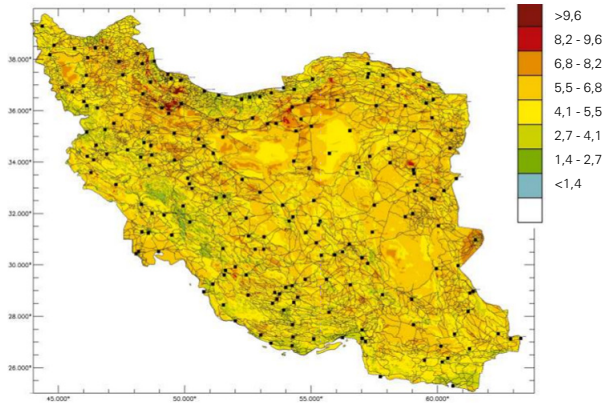 38.000°
36.000°
34.000°
32.000°
30.000°
28.000°
26.000°
45.000°
50.000°
55.000°
60.000°
>9,6
8,2 - 9,6
6,8 - 8,2
5,5 - 6,8
4,1 - 5,5
2,7 - 4,1
1,4 - 2,7
<1,4